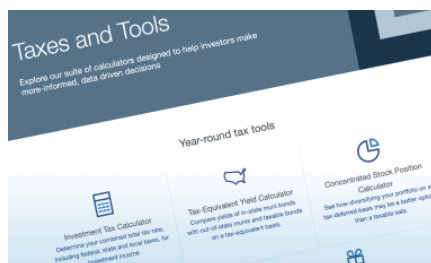 Taxes and Tools
Explore our suite of calculators designed to help investors make
more-informed, data driven decisions
Year-round tax tools
Investment Tax Calculator
Determine your combined total tax rate,
including federal, state and local taxes, for
investment income
Tax-Equivalent Yield Calculator
Compare yields of in-state muni bonds
with out-of-state munis and taxable bonds
on a tax-equivalent basis.
Concentrated Stock Position
Calculator
See how diversifying your portfolio on a
tax-deferred basis may be a better optio
than a taxable sale.